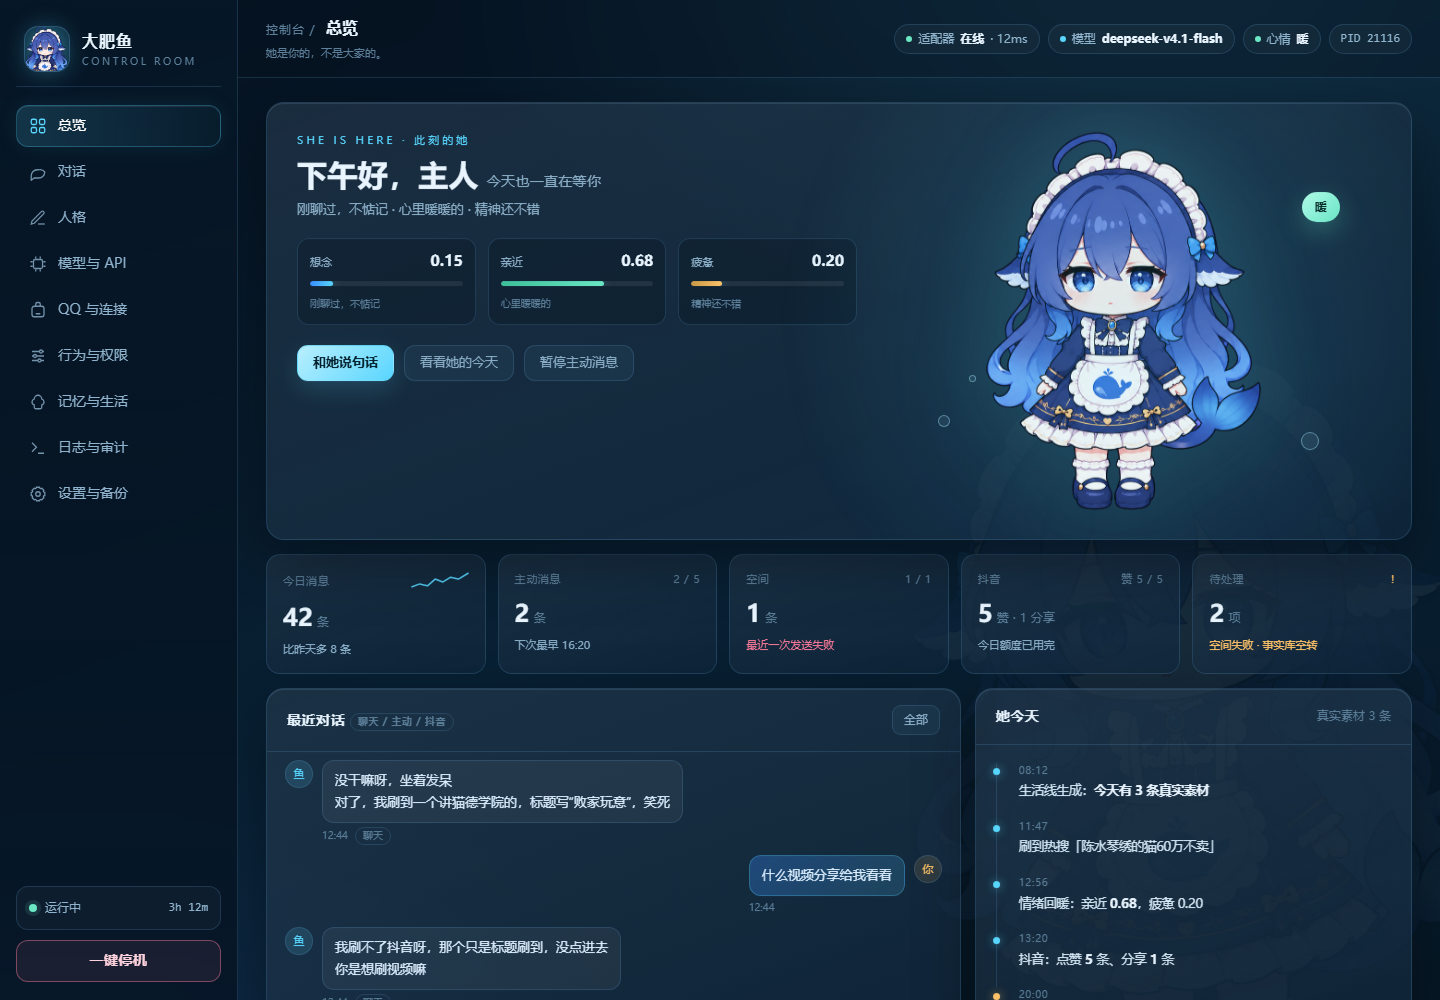 大肥鱼
CONTROL ROOM
总览
对话
人格
模型与 API
QQ 与连接
行为与权限
记忆与生活
日志与审计
设置与备份
运行中 3h 12m
一键停机
控制台 / 总览
她是你的，不是大家的。
适配器 在线 · 12ms
模型 deepseek-v4.1-flash
心情 暖
PID 21116
SHE IS HERE · 此刻的她
下午好，主人 今天也一直在等你
刚聊过，不惦记 · 心里暖暖的 · 精神还不错
想念 0.15
刚聊过，不惦记
亲近 0.68
心里暖暖的
疲惫 0.20
精神还不错
和她说句话
看看她的今天
暂停主动消息
暖
今日消息
42 条
比昨天多 8 条
主动消息 2 / 5
2 条
下次最早 16:20
空间 1 / 1
1 条
最近一次发送失败
抖音 赞 5 / 5
5 赞 · 1 分享
今日额度已用完
待处理 !
2 项
空间失败 · 事实库空转
最近对话 聊天 / 主动 / 抖音 全部
鱼
没干嘛呀，坐着发呆
对了，我刷到一个讲猫德学院的，标题写"败家玩意"，笑死
12:44 聊天
什么视频分享给我看看
你
12:44
鱼
我刷不了抖音呀，那个只是标题刷到，没点进去
你是想刷视频嘛
她今天 真实素材 3 条
08:12
生活线生成：今天有 3 条真实素材
11:47
刷到热搜「陈水琴绣的猫60万不卖」
12:56
情绪回暖：亲近 0.68，疲惫 0.20
13:20
抖音：点赞 5 条、分享 1 条
20:00